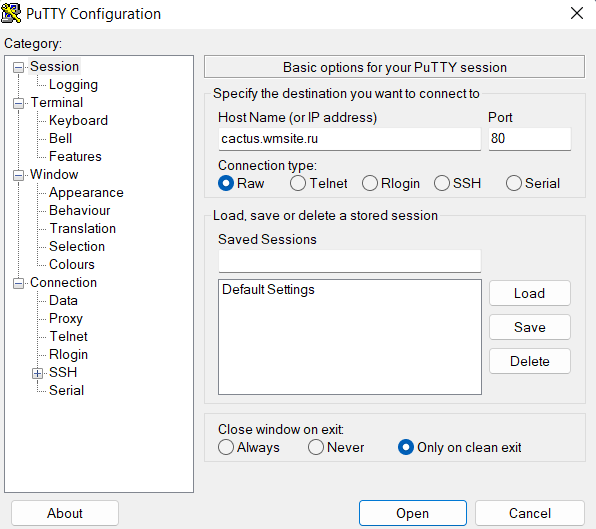 PuTTY Configuration
Category:
Session
Logging
Terminal
Keyboard
Bell
Features
Window
Appearance
Behaviour
Translation
Selection
Colours
Connection
Data
Proxy
Telnet
Rlogin
SSH
Serial
Basic options for your PuTTY session
Specify the destination you want to connect to
Host Name (or IP address) Port
cactus.wmsite.ru 80
Connection type:
Raw Telnet Rlogin SSH Serial
Load, save or delete a stored session
Saved Sessions
Default Settings
Load
Save
Delete
Close window on exit:
Always Never Only on clean exit
About Open Cancel